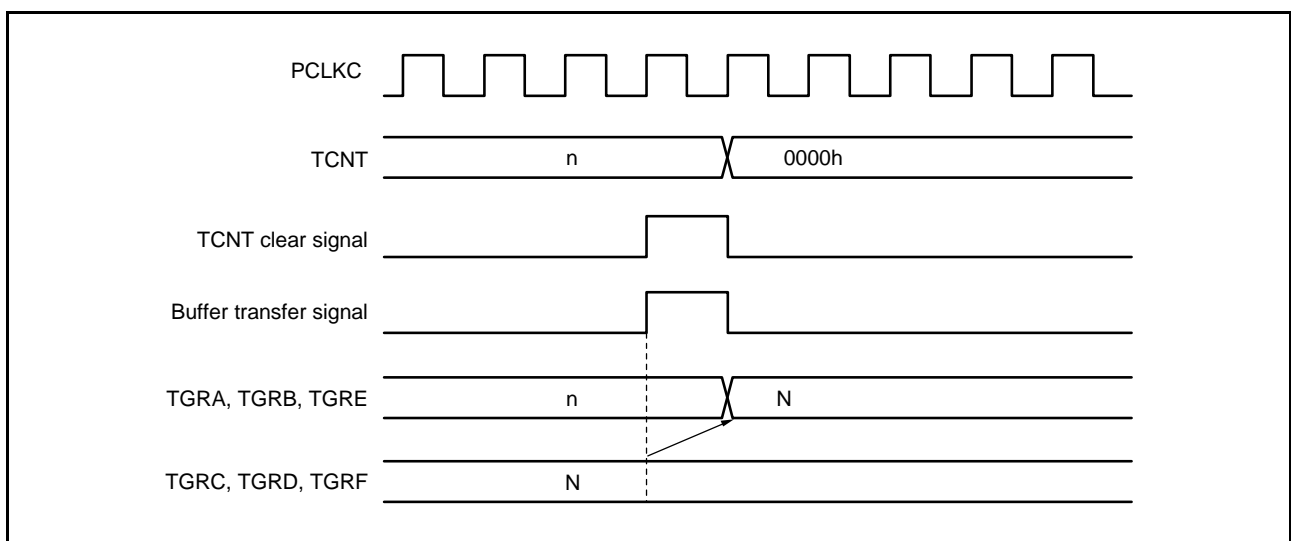 PCLKC
TCNT n 0000h
TCNT clear signal
Buffer transfer signal
TGRA, TGRB, TGRE n N
TGRC, TGRD, TGRF N